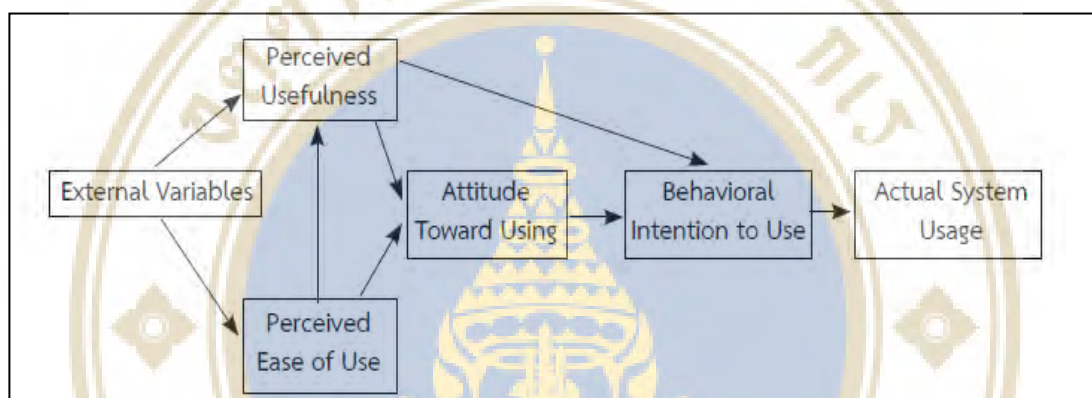 Perceived
Usefulness
External Variables
Attitude
Toward Using
Behavioral
Intention to Use
Actual System
Usage
Perceived
Ease of Use